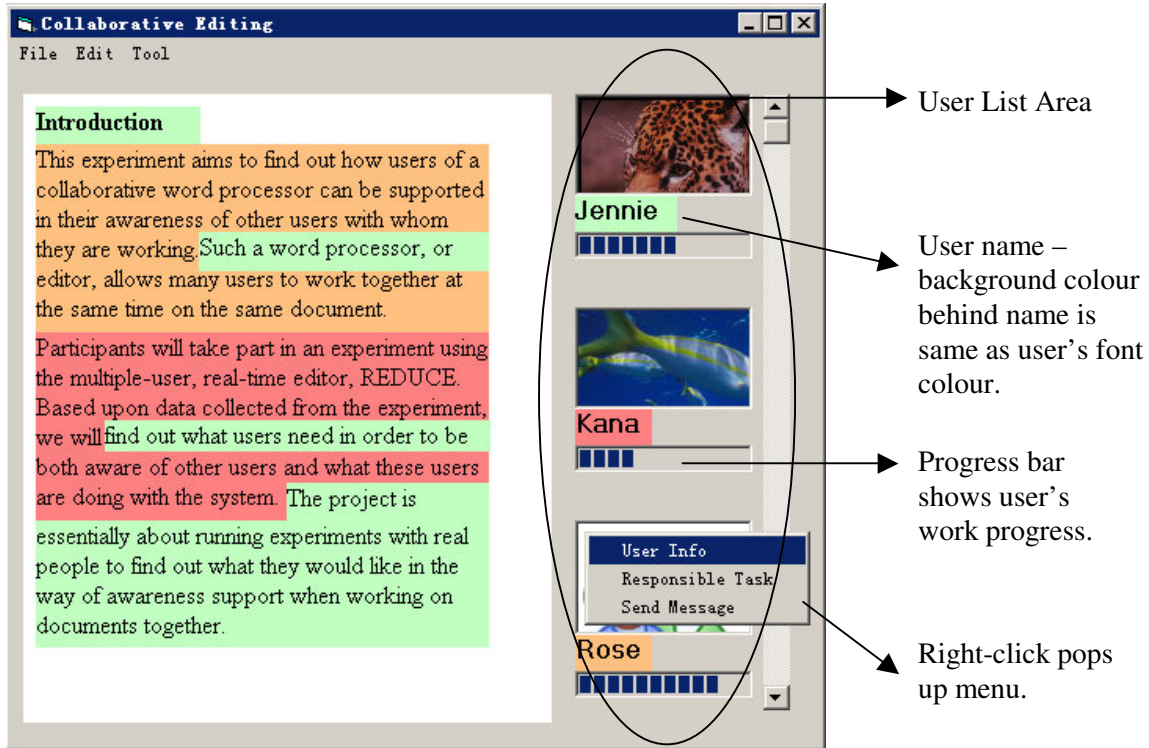 Collaborative Editing
File Edit Tool
Introduction
This experiment aims to find out how users of a
collaborative word processor can be supported
in their awareness of other users with whom
they are working. Such a word processor, or
editor, allows many users to work together at
the same time on the same document.
Participants will take part in an experiment using
the multiple-user, real-time editor, REDUCE.
Based upon data collected from the experiment,
we will find out what users need in order to be
both aware of other users and what these users
are doing with the system. The project is
essentially about running experiments with real
people to find out what they would like in the
way of awareness support when working on
documents together.
Jennie
Kana
User Info
Responsible Task
Send Message
Rose
User List Area
User name –
background colour
behind name is
same as user's font
colour.
Progress bar
shows user's
work progress.
Right-click pops
up menu.